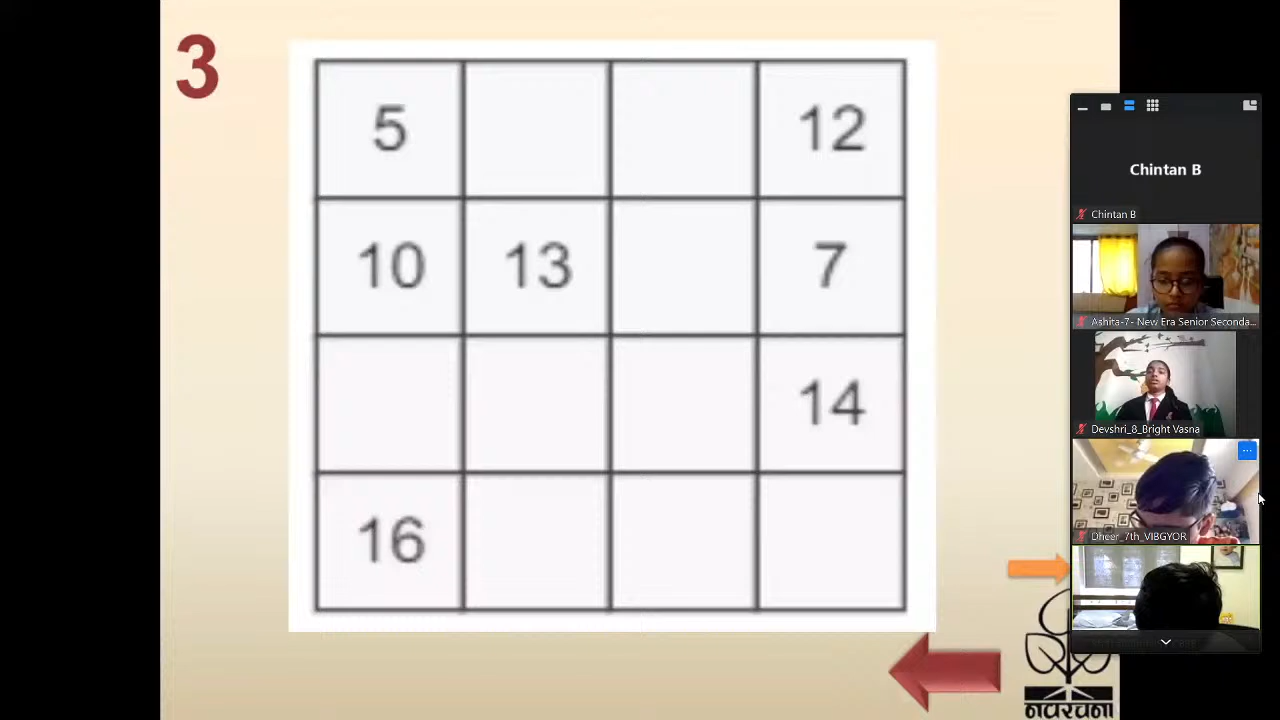 3
5 12
10 13 7
14
16
Chintan B
Chintan B
Ashita-7- New Era Senior Seconda...
Devshri_8_Bright Vasna
Dheer_7th_VIBGYOR
नवरचना